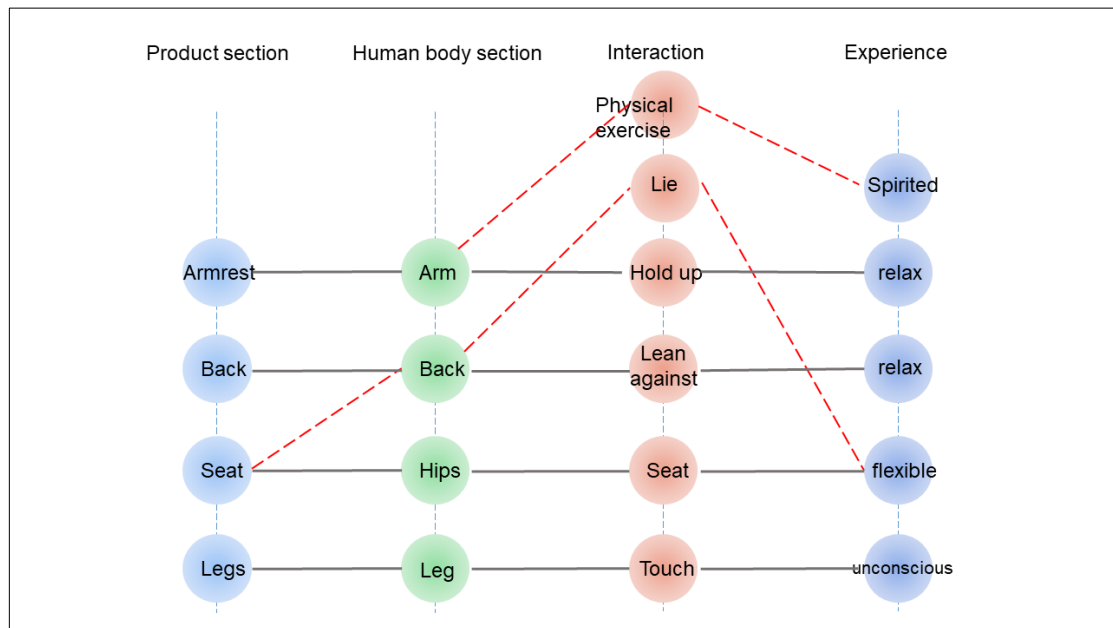 Product section
Human body section
Interaction
Experience
Physical
exercise
Lie
Spirited
Armrest
Arm
Hold up
relax
Back
Back
Lean
against
relax
Seat
Hips
Seat
flexible
Legs
Leg
Touch
unconscious